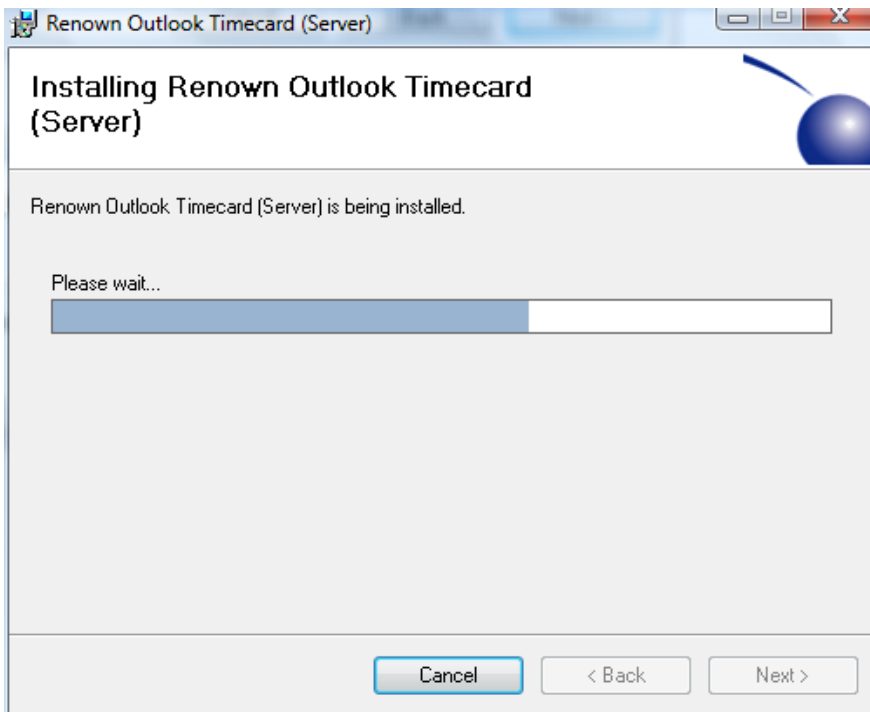 Renown Outlook Timecard (Server)
Installing Renown Outlook Timecard
(Server)
Renown Outlook Timecard (Server) is being installed.
Please wait...
Cancel
< Back
Next >